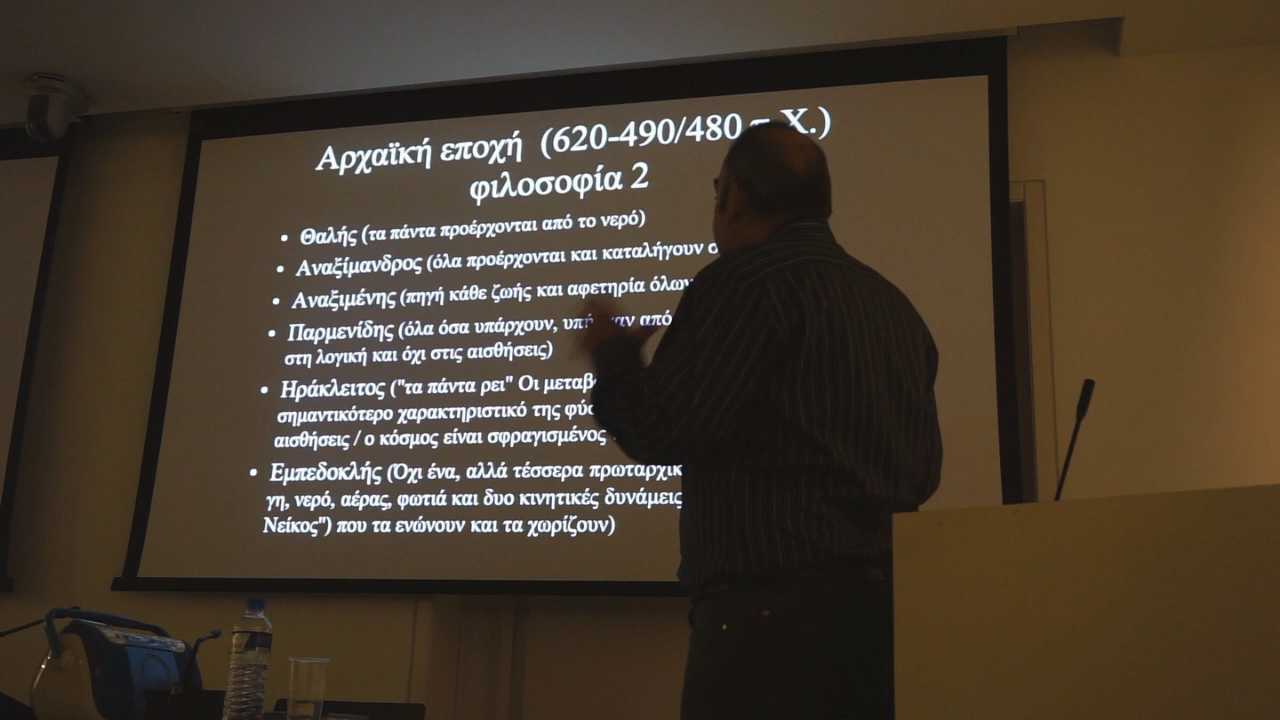 Αρχαϊκή εποχή (620-490/480 Χ.)
φιλοσοφία 2
• Θαλής (τα πάντα προέρχονται από το νερό)
• Αναξίμανδρος (όλα προέρχονται και καταλήγουν
• Αναξιμένης (πηγή κάθε ζωής και αφετηρία όλων
• Παρμενίδης (όλα όσα υπάρχουν, από
στη λογική και όχι στις αισθήσεις)
• Ηράκλειτος ("τα πάντα ρει" Οι
σημαντικότερο χαρακτηριστικό της
αισθήσεις / ο κόσμος είναι σφραγισμένος
• Εμπεδοκλής (Όχι ένα, αλλά τέσσερα
γη, νερό, αέρας, φωτιά και δυο κινητικές δυνάμεις
Νείκος") που τα ενώνουν και τα χωρίζουν)